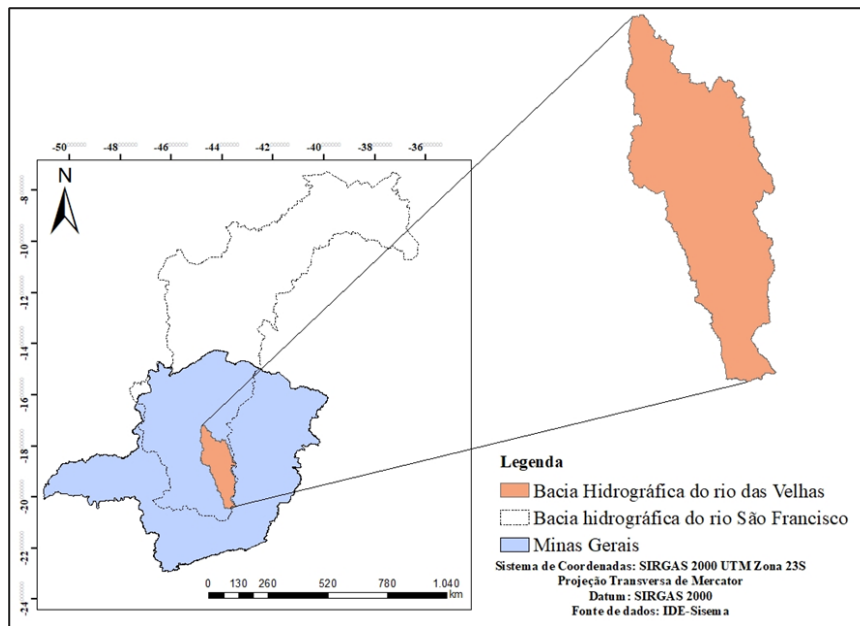 -50 -48 -46 -44 -42 -40 -38 -36
N
-8
-10
-12
-14
-16
-18
-20
-22
-24
0 130 260 520 780 1.040
km
Legenda
Bacia Hidrográfica do rio das Velhas
Bacia hidrográfica do rio São Francisco
Minas Gerais
Sistema de Coordenadas: SIRGAS 2000 UTM Zona 23S
Projeção Transversa de Mercator
Datum: SIRGAS 2000
Fonte de dados: IDE-Sisema